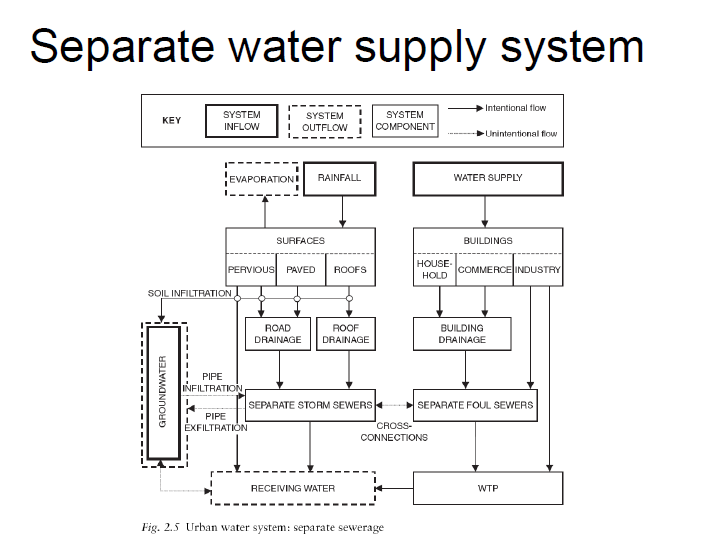 Separate water supply system
KEY
SYSTEM
INFLOW
SYSTEM
OUTFLOW
SYSTEM
COMPONENT
Intentional flow
Unintentional flow
EVAPORATION
RAINFALL
WATER SUPPLY
SURFACES
PERVIOUS
PAVED
ROOFS
BUILDINGS
HOUSE-
HOLD
COMMERCE
INDUSTRY
SOIL INFILTRATION
ROAD
DRAINAGE
ROOF
DRAINAGE
BUILDING
DRAINAGE
GROUNDWATER
PIPE
INFILTRATION
PIPE
EXFILTRATION
SEPARATE STORM SEWERS
SEPARATE FOUL SEWERS
CROSS-
CONNECTIONS
RECEIVING WATER
WTP
Fig. 2.5 Urban water system: separate sewerage